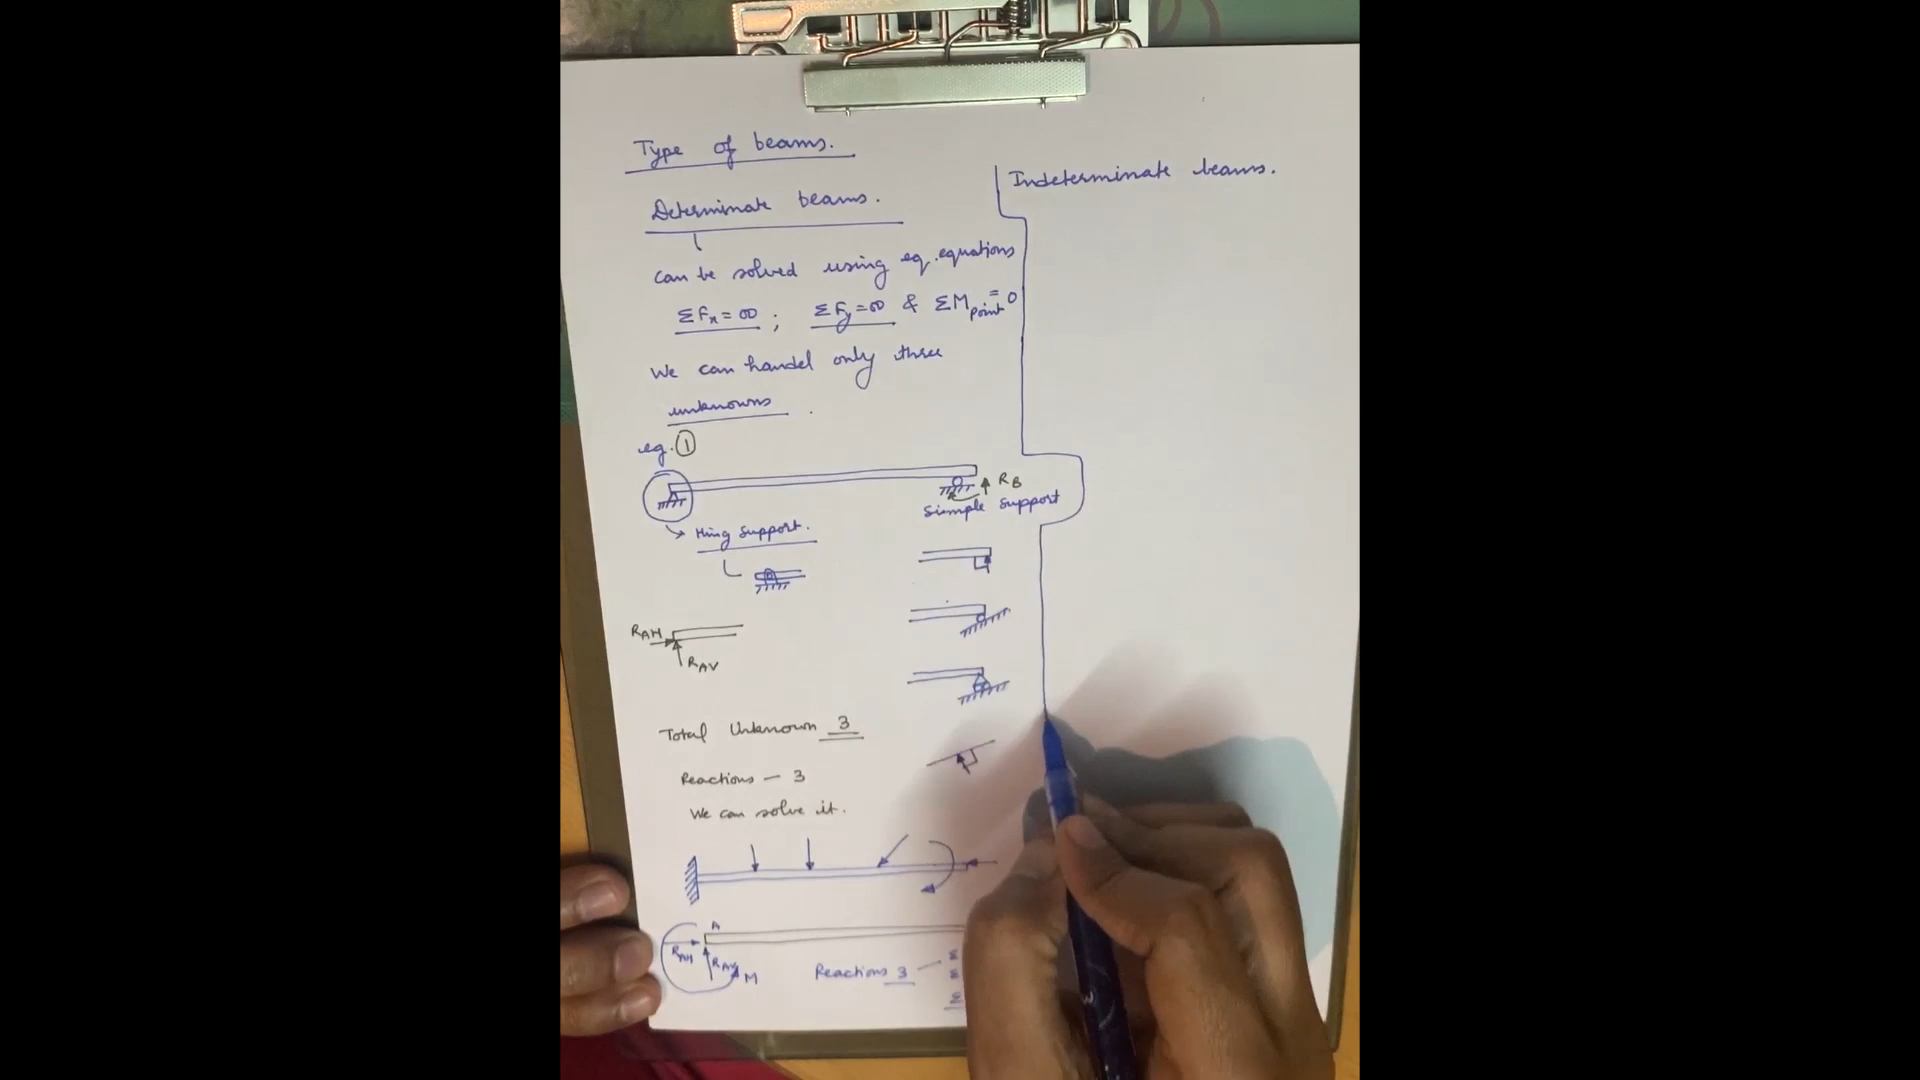 Type of beams.
Determinate beams.
can be solved using eq. equations
ΣFx = 00 ; ΣFy = 00 & ΣMpoint = 0
We can handel only three
unknowns.
eg. ①
RB
Simple support
Hing support.
RAH
RAV
Total Unknown 3
Reactions — 3
We can solve it.
A
RAH
RAV
M
Reactions 3 — Σ
Σ
Σ
Indeterminate beams.